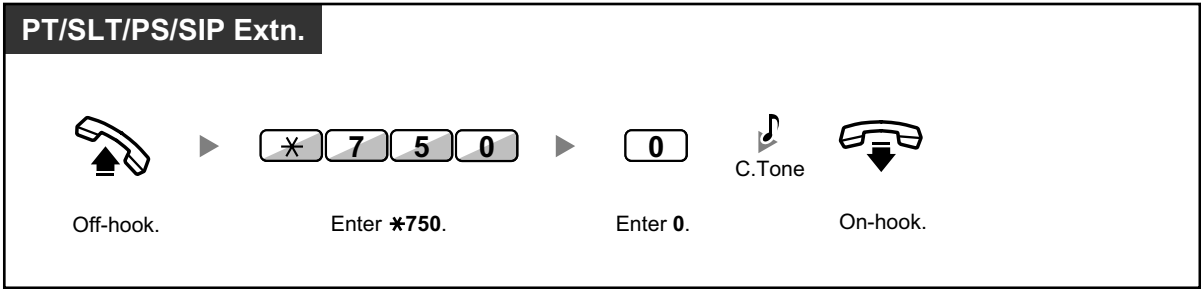 PT/SLT/PS/SIP Extn.
* 7 5 0 0
C.Tone
Off-hook. Enter *750. Enter 0. On-hook.